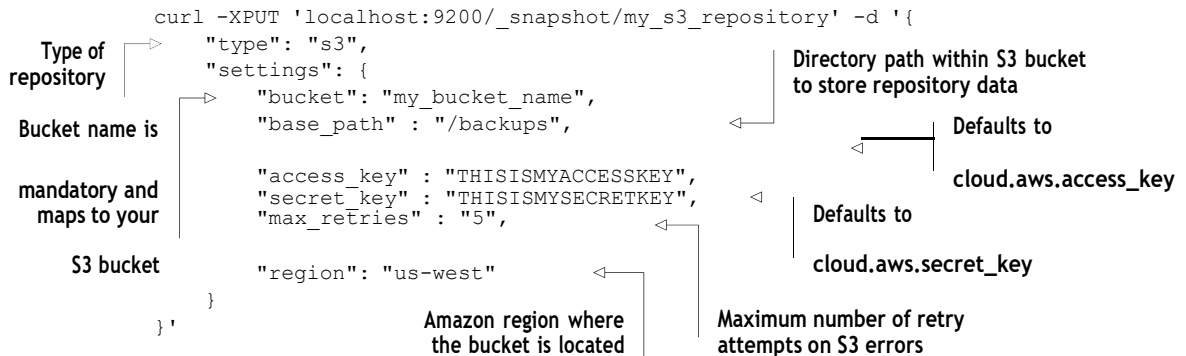 curl -XPUT 'localhost:9200/_snapshot/my_s3_repository' -d '{
"type": "s3",
Type of
repository
"settings": {
Directory path within S3 bucket
to store repository data
"bucket": "my_bucket_name",
Bucket name is
mandatory and
maps to your
S3 bucket
"base_path" : "/backups",
Defaults to
cloud.aws.access_key
"access_key" : "THISISMYACCESSKEY",
"secret_key" : "THISISMYSECRETKEY",
Defaults to
cloud.aws.secret_key
"max_retries" : "5",
"region": "us-west"
}
}'
Amazon region where
the bucket is located
Maximum number of retry
attempts on S3 errors